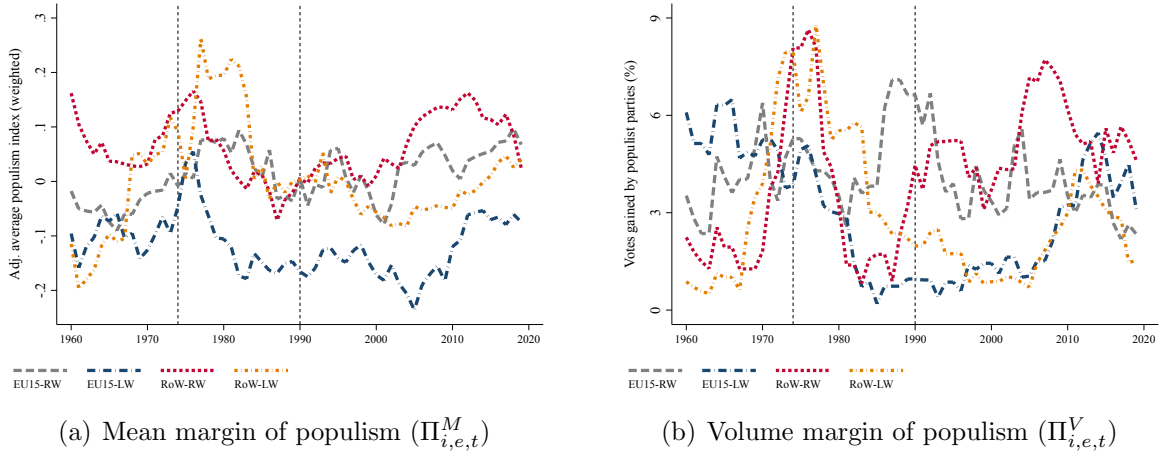 Adj. average populism index (weighted)
.3
.2
.1
0
-.1
-.2
1960 1970 1980 1990 2000 2010 2020
EU15-RW EU15-LW RoW-RW RoW-LW
(a) Mean margin of populism (Π^M_{i,e,t})
Votes gained by populist parties (%)
9
6
3
0
1960 1970 1980 1990 2000 2010 2020
EU15-RW EU15-LW RoW-RW RoW-LW
(b) Volume margin of populism (Π^V_{i,e,t})